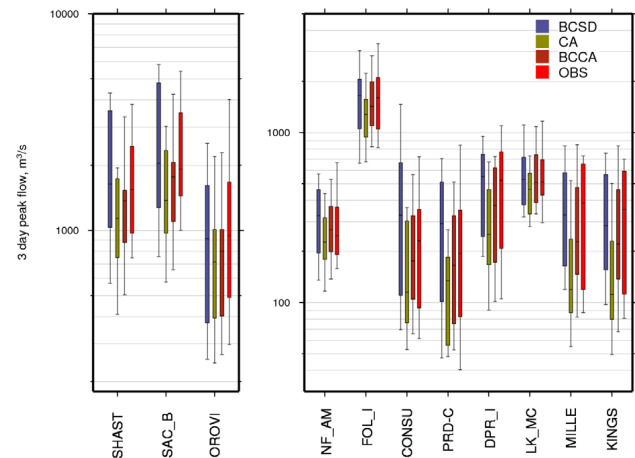 10000
1000
3 day peak flow, m³/s
SHAST
SAC_B
OROVI
1000
100
BCSD
CA
BCCA
OBS
NF_AM
FOL_I
CONSU
PRD-C
DPR_I
LK_MC
MILLE
KINGS